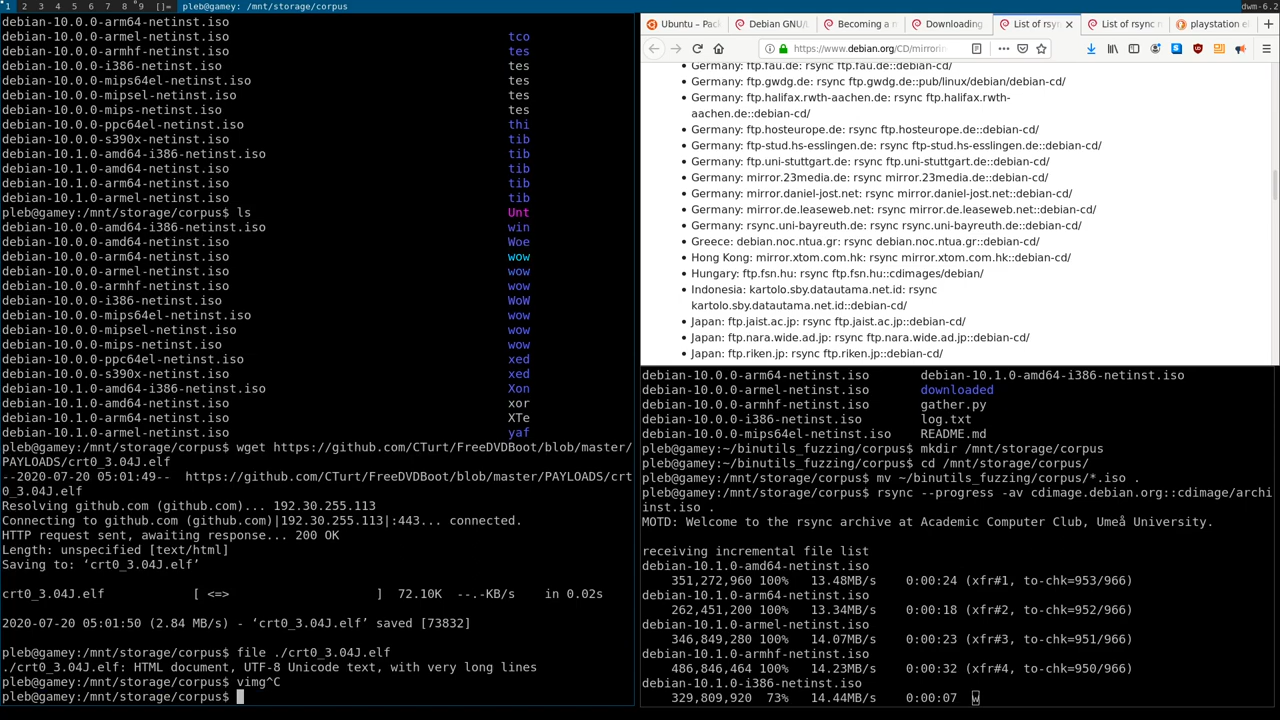 1 2 3 4 5 6 7 8 9 []= pleb@gamey: /mnt/storage/corpus
dwm-6.2
debian-10.0.0-arm64-netinst.iso
debian-10.0.0-armel-netinst.iso tco
debian-10.0.0-armhf-netinst.iso tes
debian-10.0.0-i386-netinst.iso tes
debian-10.0.0-mips64el-netinst.iso tes
debian-10.0.0-mipsel-netinst.iso tes
debian-10.0.0-mips-netinst.iso tes
debian-10.0.0-ppc64el-netinst.iso thi
debian-10.0.0-s390x-netinst.iso tib
debian-10.1.0-amd64-i386-netinst.iso tib
debian-10.1.0-amd64-netinst.iso tib
debian-10.1.0-arm64-netinst.iso tib
debian-10.1.0-armel-netinst.iso tib
pleb@gamey:/mnt/storage/corpus$ ls Unt
debian-10.0.0-amd64-i386-netinst.iso win
debian-10.0.0-amd64-netinst.iso Woe
debian-10.0.0-arm64-netinst.iso wow
debian-10.0.0-armel-netinst.iso wow
debian-10.0.0-armhf-netinst.iso wow
debian-10.0.0-i386-netinst.iso WoW
debian-10.0.0-mips64el-netinst.iso wow
debian-10.0.0-mipsel-netinst.iso wow
debian-10.0.0-mips-netinst.iso wow
debian-10.0.0-ppc64el-netinst.iso xed
debian-10.0.0-s390x-netinst.iso xed
debian-10.1.0-amd64-i386-netinst.iso Xon
debian-10.1.0-amd64-netinst.iso xor
debian-10.1.0-arm64-netinst.iso XTe
debian-10.1.0-armel-netinst.iso yaf
pleb@gamey:/mnt/storage/corpus$ wget https://github.com/CTurt/FreeDVDBoot/blob/master/
PAYLOADS/crt0_3.04J.elf
--2020-07-20 05:01:49-- https://github.com/CTurt/FreeDVDBoot/blob/master/PAYLOADS/crt
0_3.04J.elf
Resolving github.com (github.com)... 192.30.255.113
Connecting to github.com (github.com)|192.30.255.113|:443... connected.
HTTP request sent, awaiting response... 200 OK
Length: unspecified [text/html]
Saving to: ‘crt0_3.04J.elf’
crt0_3.04J.elf [ <=> ] 72.10K --.-KB/s in 0.02s
2020-07-20 05:01:50 (2.84 MB/s) - ‘crt0_3.04J.elf’ saved [73832]
pleb@gamey:/mnt/storage/corpus$ file ./crt0_3.04J.elf
./crt0_3.04J.elf: HTML document, UTF-8 Unicode text, with very long lines
pleb@gamey:/mnt/storage/corpus$ vimg^C
pleb@gamey:/mnt/storage/corpus$
Ubuntu – Pack Debian GNU/L Becoming a m Downloading List of rsy List of rsync r playstation el
https://www.debian.org/CD/mirrorin
Germany: ftp.fau.de: rsync ftp.fau.de::debian-cd/
Germany: ftp.gwdg.de: rsync ftp.gwdg.de::pub/linux/debian/debian-cd/
Germany: ftp.halifax.rwth-aachen.de: rsync ftp.halifax.rwth-
aachen.de::debian-cd/
Germany: ftp.hosteurope.de: rsync ftp.hosteurope.de::debian-cd/
Germany: ftp-stud.hs-esslingen.de: rsync ftp-stud.hs-esslingen.de::debian-cd/
Germany: ftp.uni-stuttgart.de: rsync ftp.uni-stuttgart.de::debian-cd/
Germany: mirror.23media.de: rsync mirror.23media.de::debian-cd/
Germany: mirror.daniel-jost.net: rsync mirror.daniel-jost.net::debian-cd/
Germany: mirror.de.leaseweb.net: rsync mirror.de.leaseweb.net::debian-cd/
Germany: rsync.uni-bayreuth.de: rsync rsync.uni-bayreuth.de::debian-cd/
Greece: debian.noc.ntua.gr: rsync debian.noc.ntua.gr::debian-cd/
Hong Kong: mirror.xtom.com.hk: rsync mirror.xtom.com.hk::debian-cd/
Hungary: ftp.fsn.hu: rsync ftp.fsn.hu::cdimages/debian/
Indonesia: kartolo.sby.datautama.net.id: rsync
kartolo.sby.datautama.net.id::debian-cd/
Japan: ftp.jaist.ac.jp: rsync ftp.jaist.ac.jp::debian-cd/
Japan: ftp.nara.wide.ad.jp: rsync ftp.nara.wide.ad.jp::debian-cd/
Japan: ftp.riken.jp: rsync ftp.riken.jp::debian-cd/
debian-10.0.0-arm64-netinst.iso debian-10.1.0-amd64-i386-netinst.iso
debian-10.0.0-armel-netinst.iso downloaded
debian-10.0.0-armhf-netinst.iso gather.py
debian-10.0.0-i386-netinst.iso log.txt
debian-10.0.0-mips64el-netinst.iso README.md
pleb@gamey:~/binutils_fuzzing/corpus$ mkdir /mnt/storage/corpus
pleb@gamey:~/binutils_fuzzing/corpus$ cd /mnt/storage/corpus/
pleb@gamey:/mnt/storage/corpus$ mv ~/binutils_fuzzing/corpus/*.iso .
pleb@gamey:/mnt/storage/corpus$ rsync --progress -av cdimage.debian.org::cdimage/archi
inst.iso .
MOTD: Welcome to the rsync archive at Academic Computer Club, Umeå University.
receiving incremental file list
debian-10.1.0-amd64-netinst.iso
351,272,960 100% 13.48MB/s 0:00:24 (xfr#1, to-chk=953/966)
debian-10.1.0-arm64-netinst.iso
262,451,200 100% 13.34MB/s 0:00:18 (xfr#2, to-chk=952/966)
debian-10.1.0-armel-netinst.iso
346,849,280 100% 14.07MB/s 0:00:23 (xfr#3, to-chk=951/966)
debian-10.1.0-armhf-netinst.iso
486,846,464 100% 14.23MB/s 0:00:32 (xfr#4, to-chk=950/966)
debian-10.1.0-i386-netinst.iso
329,809,920 73% 14.44MB/s 0:00:07 w